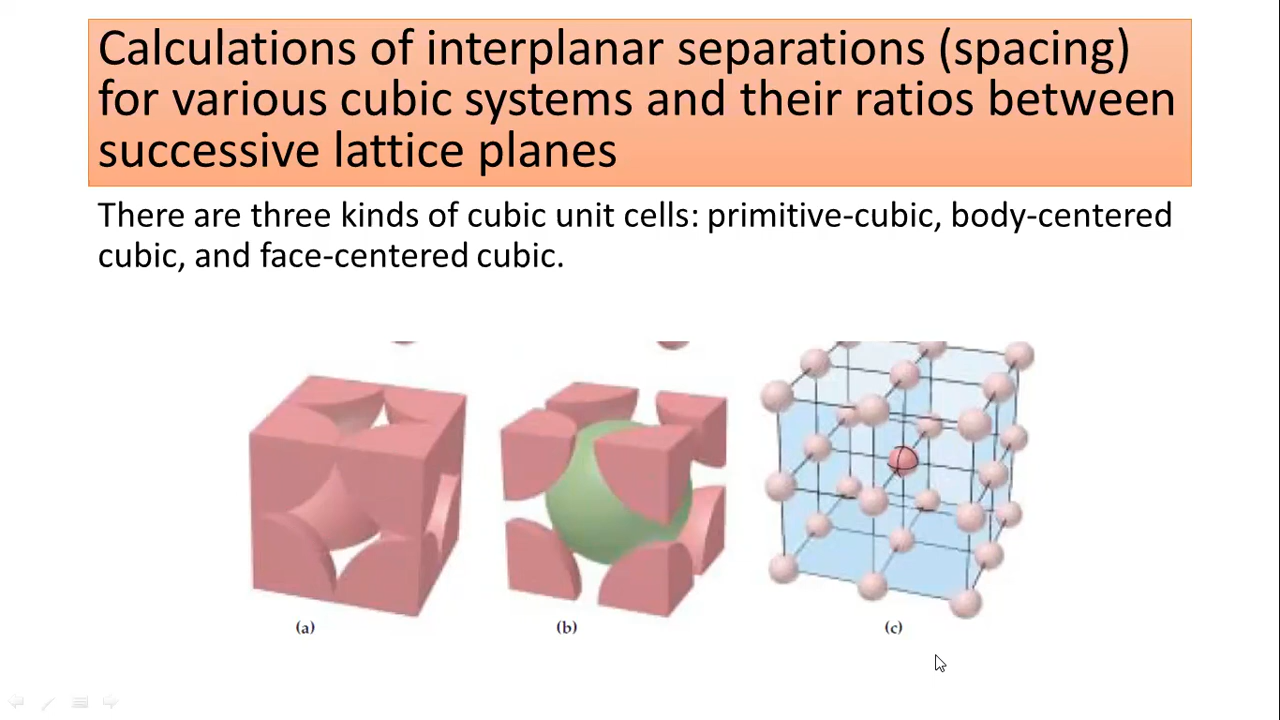 Calculations of interplanar separations (spacing)
for various cubic systems and their ratios between
successive lattice planes
There are three kinds of cubic unit cells: primitive-cubic, body-centered
cubic, and face-centered cubic.
(a)
(b)
(c)